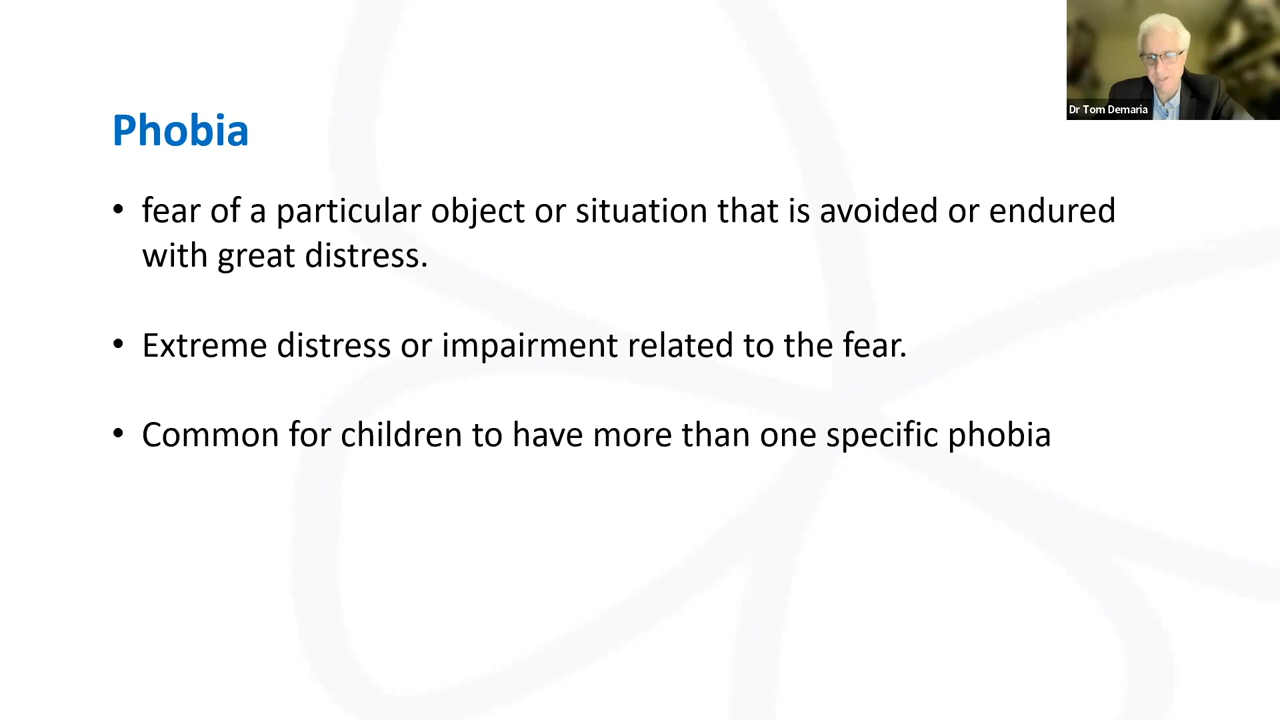 Dr Tom Demaria
Phobia
• fear of a particular object or situation that is avoided or endured
with great distress.
• Extreme distress or impairment related to the fear.
• Common for children to have more than one specific phobia